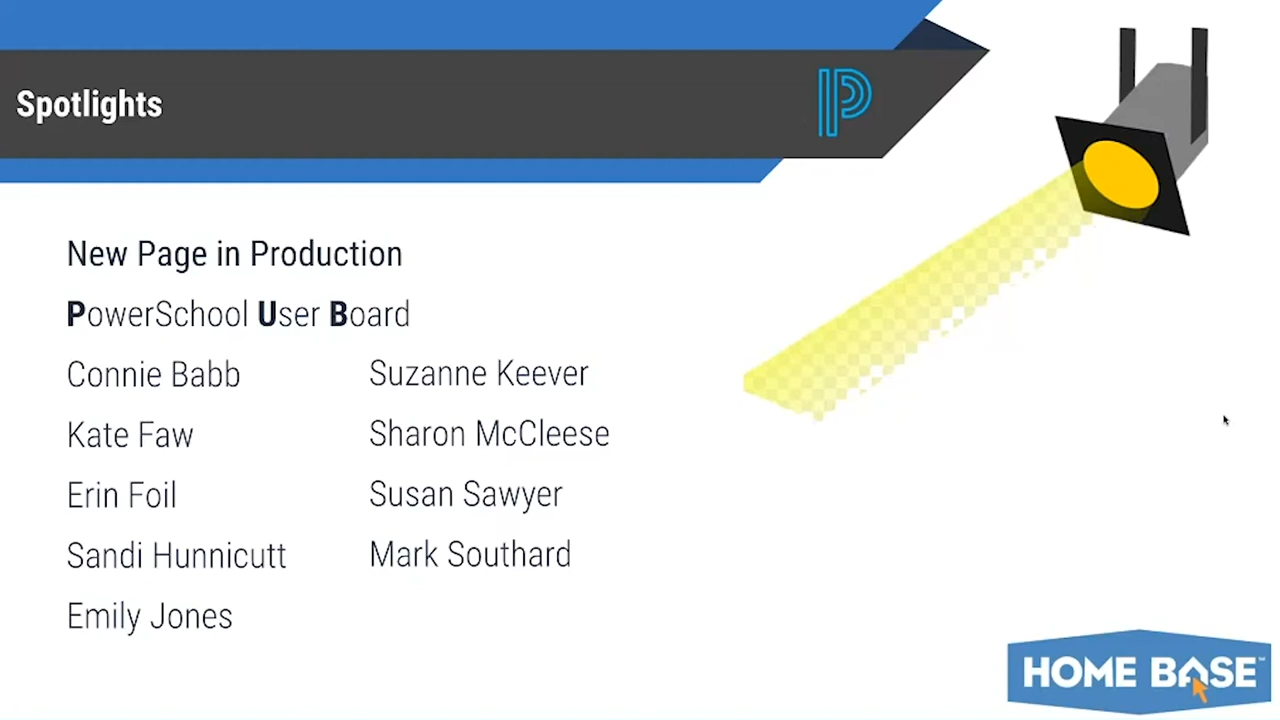 Spotlights
New Page in Production
PowerSchool User Board
Connie Babb
Kate Faw
Erin Foil
Sandi Hunnicutt
Emily Jones
Suzanne Keever
Sharon McCleese
Susan Sawyer
Mark Southard
HOME BASE™